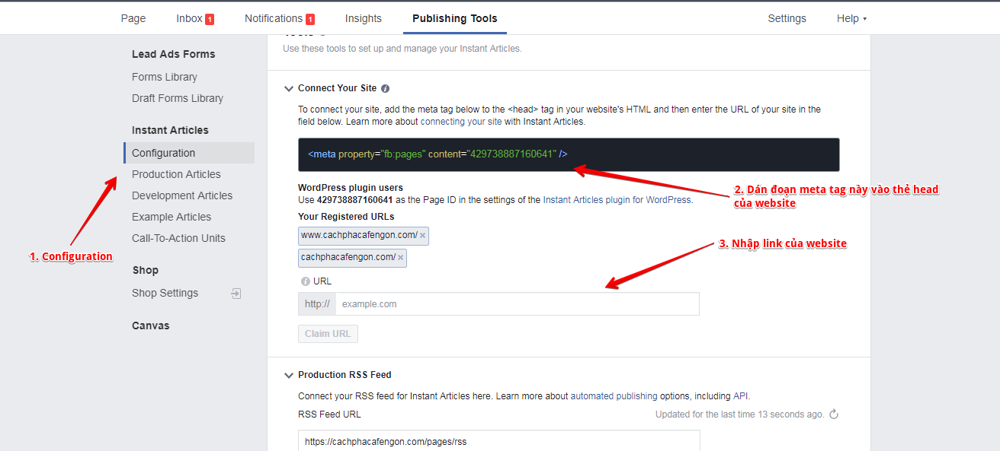 Page Inbox 1 Notifications 1 Insights Publishing Tools Settings Help
Lead Ads Forms
Forms Library
Draft Forms Library
Instant Articles
Configuration
Production Articles
Development Articles
Example Articles
Call-To-Action Units
Shop
Shop Settings
Canvas
1. Configuration
Tools
Use these tools to set up and manage your Instant Articles.
Connect Your Site
To connect your site, add the meta tag below to the <head> tag in your website's HTML and then enter the URL of your site in the
field below. Learn more about connecting your site with Instant Articles.
<meta property="fb:pages" content="429738887160641" />
2. Dán đoạn meta tag này vào thẻ head
của website
WordPress plugin users
Use 429738887160641 as the Page ID in the settings of the Instant Articles plugin for WordPress.
Your Registered URLs
www.cachphacafengon.com/ ×
cachphacafengon.com/ ×
3. Nhập link của website
URL
http:// example.com
Claim URL
Production RSS Feed
Connect your RSS feed for Instant Articles here. Learn more about automated publishing options, including API.
RSS Feed URL Updated for the last time 13 seconds ago.
https://cachphacafengon.com/pages/rss